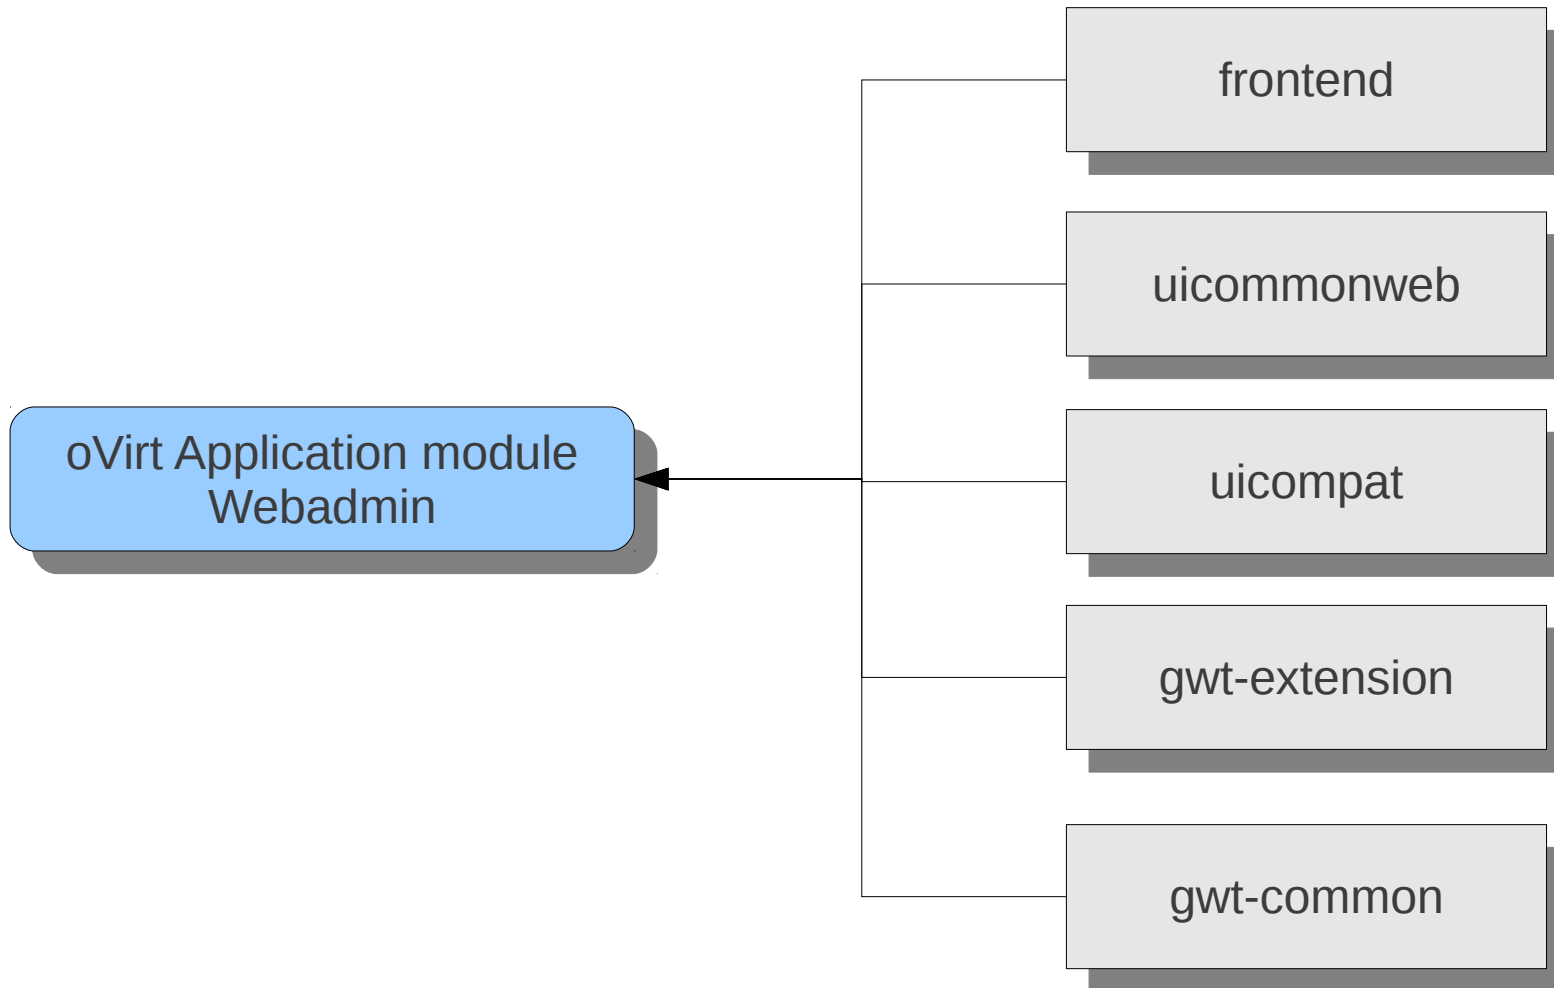 frontend
uicommonweb
oVirt Application module
Webadmin
uicompat
gwt-extension
gwt-common